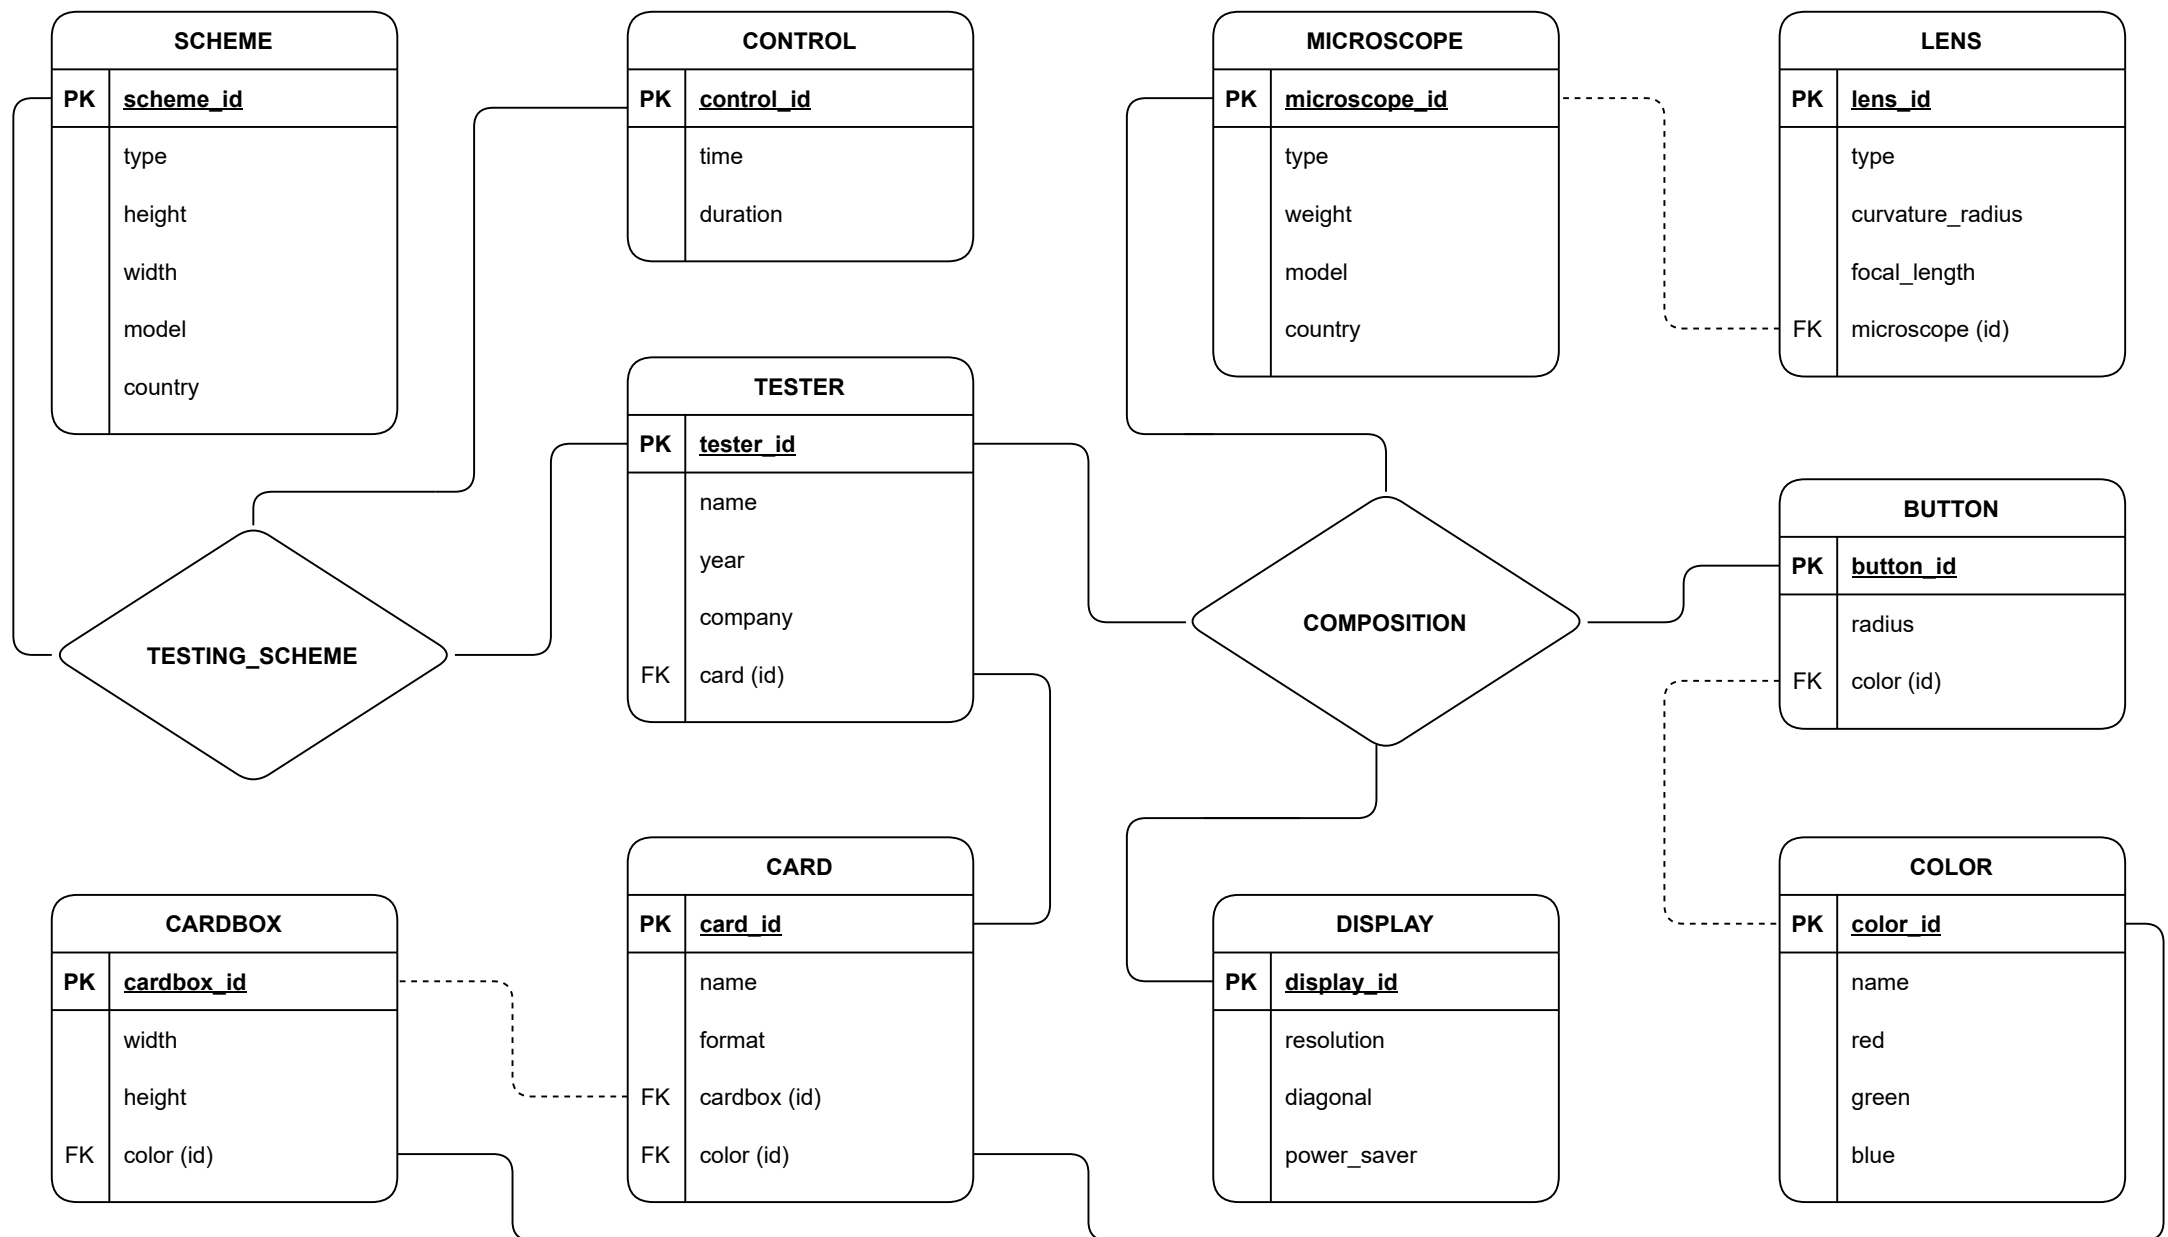 SCHEME
PK scheme_id
type
height
width
model
country
CONTROL
PK control_id
time
duration
MICROSCOPE
PK microscope_id
type
weight
model
country
LENS
PK lens_id
type
curvature_radius
focal_length
FK microscope (id)
TESTER
PK tester_id
name
year
company
FK card (id)
TESTING_SCHEME
COMPOSITION
BUTTON
PK button_id
radius
FK color (id)
CARDBOX
PK cardbox_id
width
height
FK color (id)
CARD
PK card_id
name
format
FK cardbox (id)
FK color (id)
DISPLAY
PK display_id
resolution
diagonal
power_saver
COLOR
PK color_id
name
red
green
blue